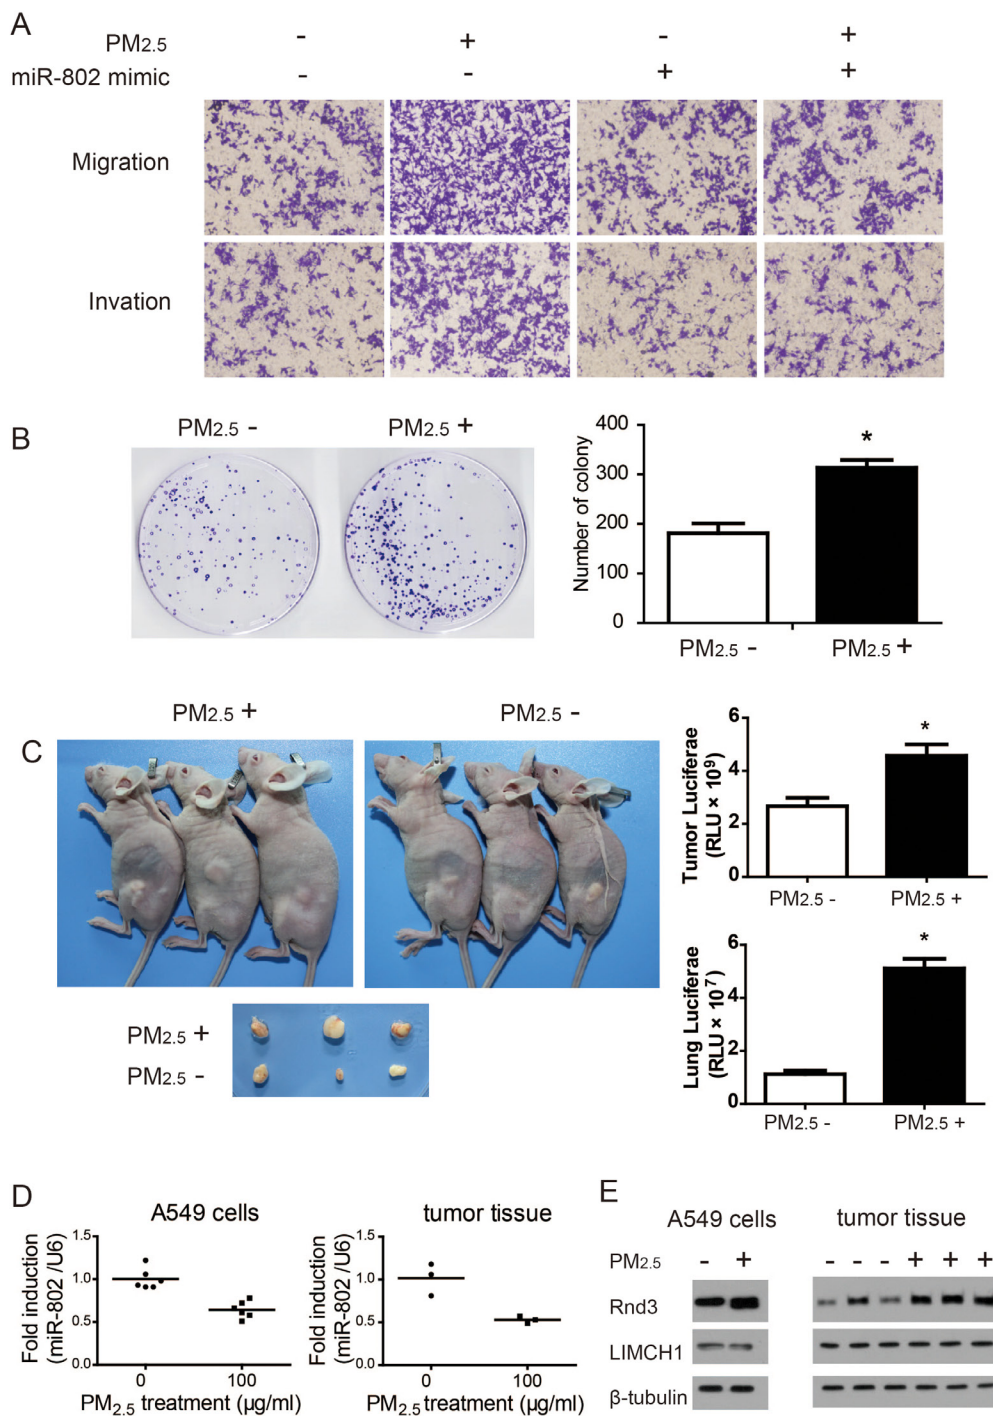 A
PM2.5 - + - +
miR-802 mimic - - + +
Migration
Invation
B
PM2.5 - PM2.5 +
Number of colony
400
300
200
100
0
*
PM2.5 - PM2.5 +
C
PM2.5 + PM2.5 -
PM2.5 +
PM2.5 -
Tumor Luciferae
(RLU × 10⁹)
6
4
2
0
*
PM2.5 - PM2.5 +
Lung Luciferae
(RLU × 10⁷)
6
4
2
0
*
PM2.5 - PM2.5 +
D
A549 cells
Fold induction
(miR-802 /U6)
1.5
1.0
0.5
0.0
0 100
PM2.5 treatment (µg/ml)
tumor tissue
Fold induction
(miR-802 /U6)
1.5
1.0
0.5
0.0
0 100
PM2.5 treatment (µg/ml)
E
A549 cells tumor tissue
PM2.5 - + - - - + + +
Rnd3
LIMCH1
β-tubulin